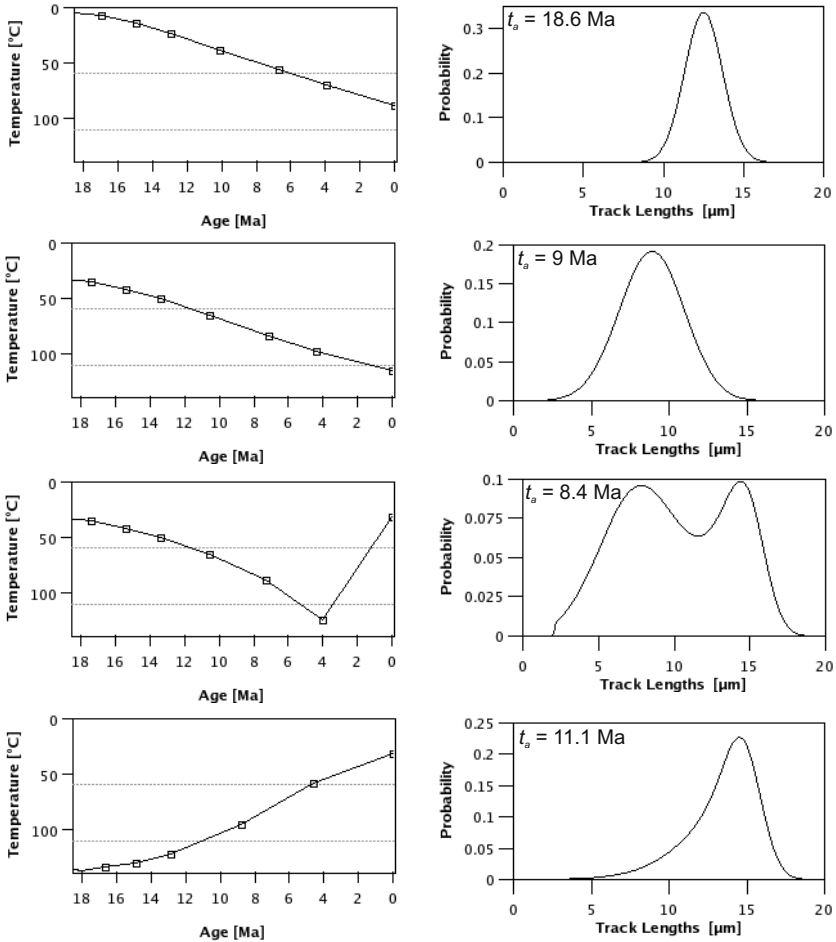 0
50
100
Temperature [°C]
18 16 14 12 10 8 6 4 2 0
Age [Ma]
tₐ = 18.6 Ma
0.3
0.2
0.1
0
Probability
0 5 10 15 20
Track Lengths [µm]
0
50
100
Temperature [°C]
18 16 14 12 10 8 6 4 2 0
Age [Ma]
tₐ = 9 Ma
0.2
0.15
0.1
0.05
0
Probability
0 5 10 15 20
Track Lengths [µm]
0
50
100
Temperature [°C]
18 16 14 12 10 8 6 4 2 0
Age [Ma]
tₐ = 8.4 Ma
0.1
0.075
0.05
0.025
0
Probability
0 5 10 15 20
Track Lengths [µm]
0
50
100
Temperature [°C]
18 16 14 12 10 8 6 4 2 0
Age [Ma]
tₐ = 11.1 Ma
0.25
0.2
0.15
0.1
0.05
0
Probability
0 5 10 15 20
Track Lengths [µm]